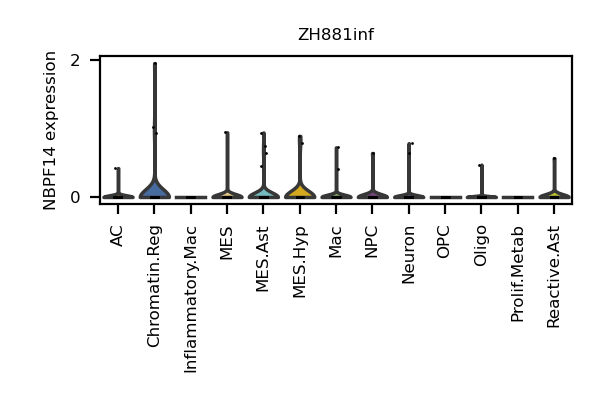 ZH881inf
NBPF14 expression
2
0
AC
Chromatin.Reg
Inflammatory.Mac
MES
MES.Ast
MES.Hyp
Mac
NPC
Neuron
OPC
Oligo
Prolif.Metab
Reactive.Ast